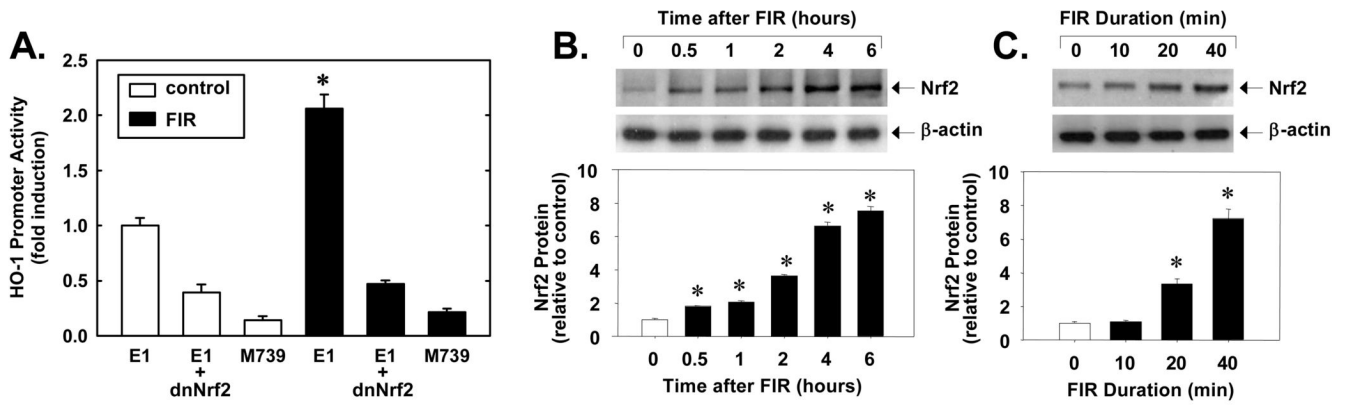 A.
2.5
2.0
1.5
1.0
0.5
0.0
HO-1 Promoter Activity
(fold induction)
control
FIR
*
E1 E1 M739 E1 E1 M739
+ +
dnNrf2 dnNrf2
B.
Time after FIR (hours)
0 0.5 1 2 4 6
Nrf2
β-actin
10
8
6
4
2
0
Nrf2 Protein
(relative to control)
* * * * *
0 0.5 1 2 4 6
Time after FIR (hours)
C.
FIR Duration (min)
0 10 20 40
Nrf2
β-actin
10
8
6
4
2
0
Nrf2 Protein
(relative to control)
* *
0 10 20 40
FIR Duration (min)